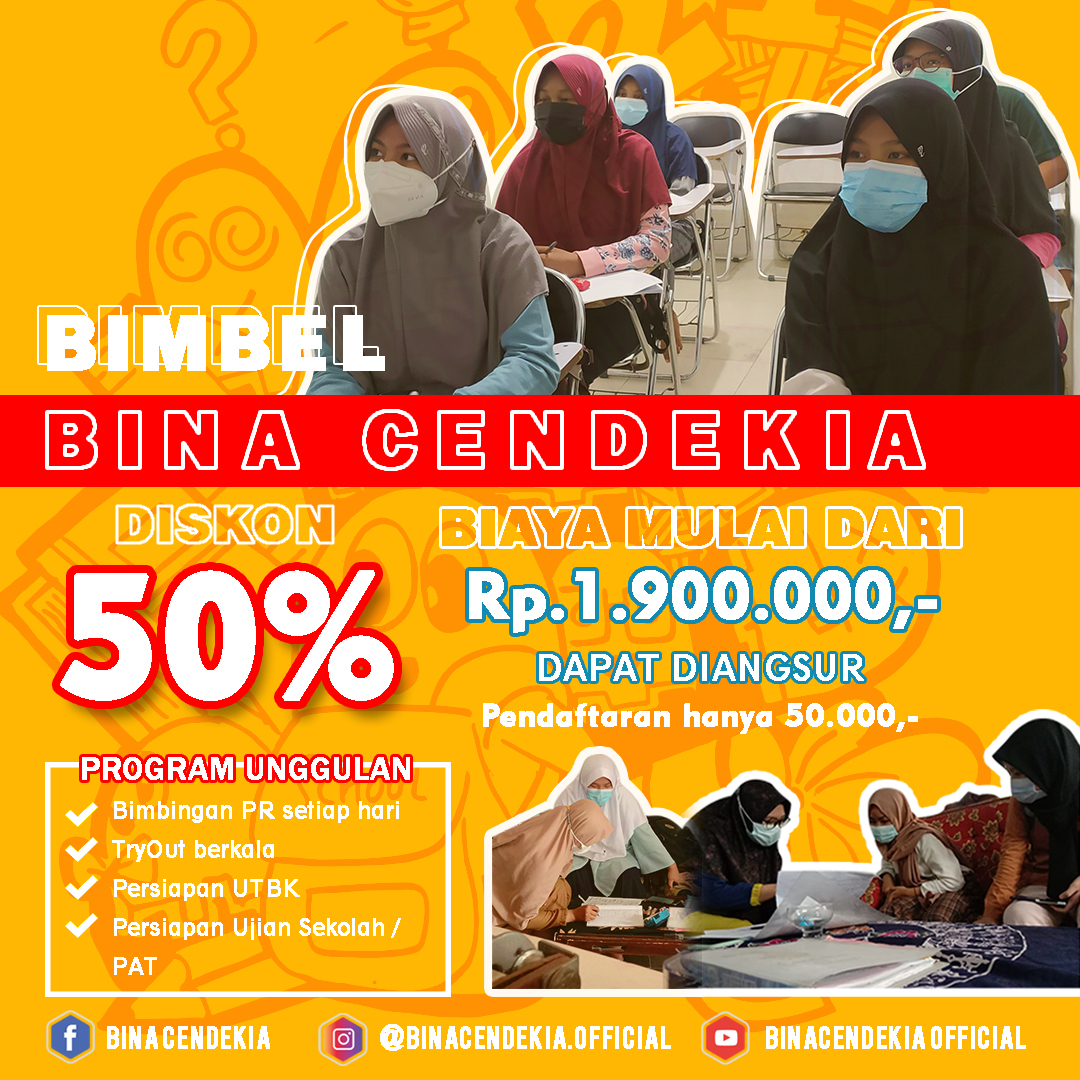 BIMBEL
BINA CENDEKIA
DISKON
50%
BIAYA MULAI DARI
Rp.1.900.000,-
DAPAT DIANGSUR
Pendaftaran hanya 50.000,-
PROGRAM UNGGULAN
Bimbingan PR setiap hari
TryOut berkala
Persiapan UTBK
Persiapan Ujian Sekolah /
PAT
SCHOOL
BINACENDEKIA
@BINACENDEKIA.OFFICIAL
BINACENDEKIA OFFICIAL